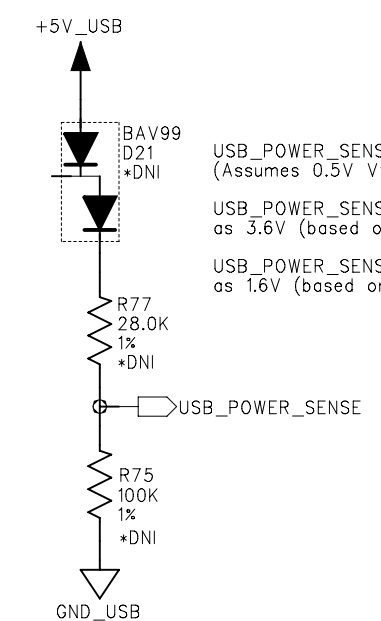 +5V_USB
BAV99
D21
*DNI
USB_POWER_SENS
(Assumes 0.5V V
USB_POWER_SENS
as 3.6V (based o
USB_POWER_SENS
as 1.6V (based o
R77
28.0K
1%
*DNI
USB_POWER_SENSE
R75
100K
1%
*DNI
GND_USB